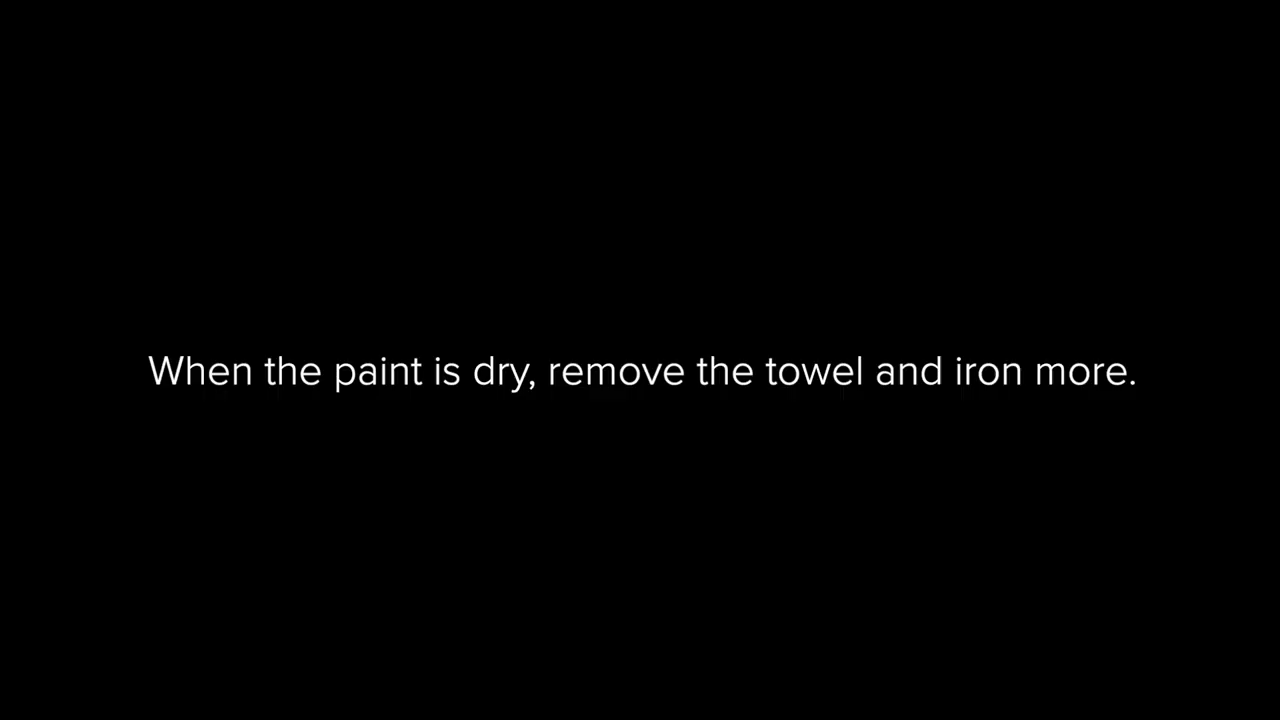 When the paint is dry, remove the towel and iron more.